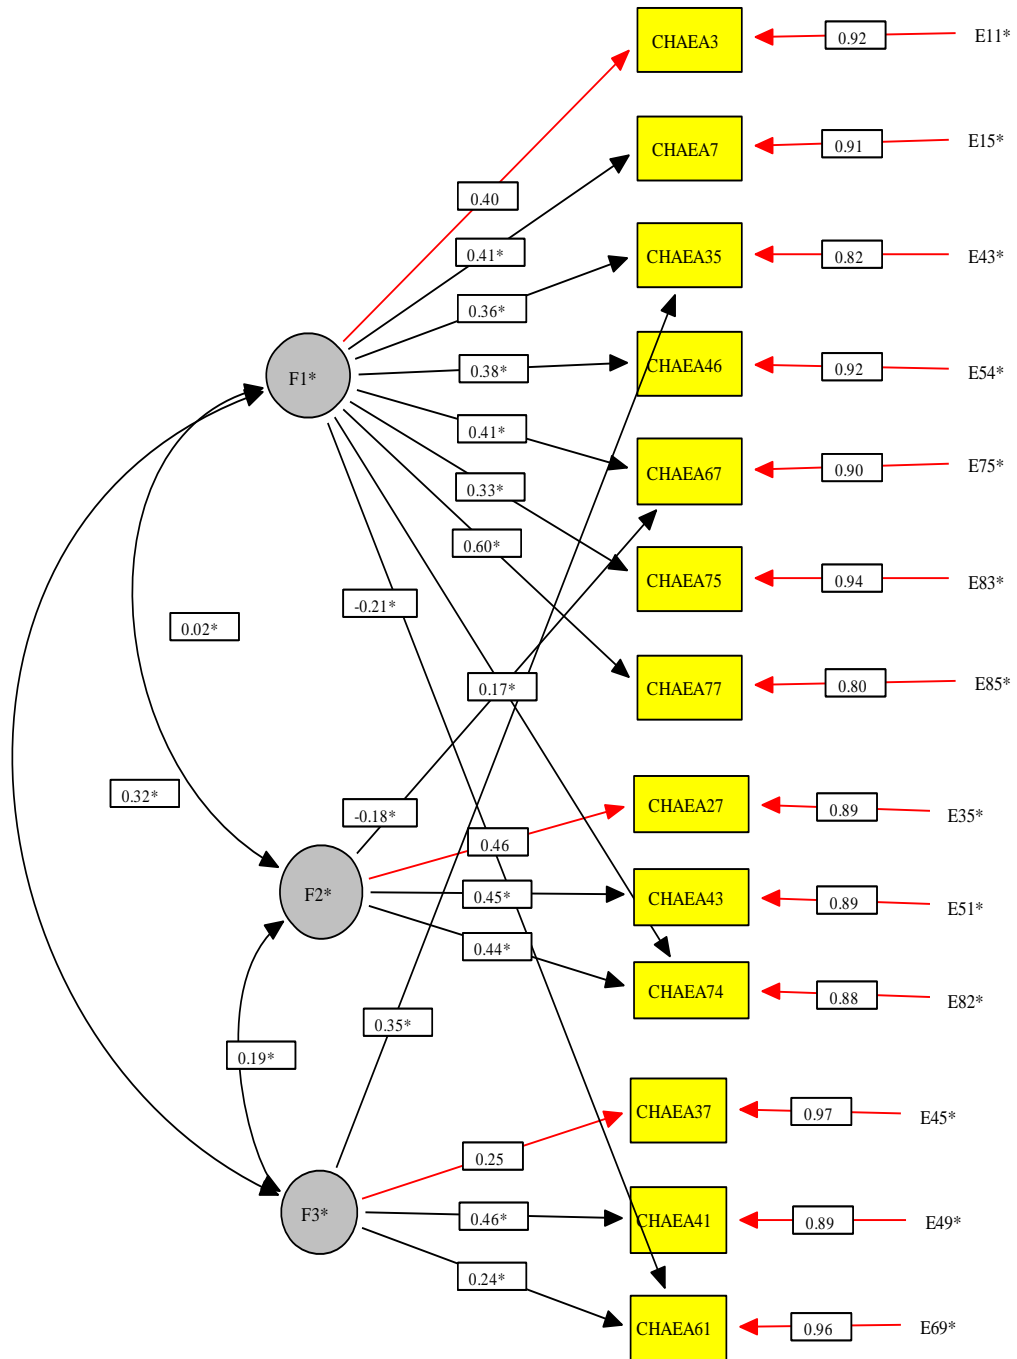 CHAEA3 0.92 E11*
CHAEA7 0.91 E15*
0.40
0.41*
CHAEA35 0.82 E43*
0.36*
F1* 0.38* CHAEA46 0.92 E54*
0.41*
CHAEA67 0.90 E75*
0.33*
0.60*
CHAEA75 0.94 E83*
-0.21*
0.02*
0.17* CHAEA77 0.80 E85*
0.32*
-0.18*
CHAEA27 0.89 E35*
0.46
F2* 0.45* CHAEA43 0.89 E51*
0.44*
CHAEA74 0.88 E82*
0.35*
0.19*
CHAEA37 0.97 E45*
0.25
F3* 0.46* CHAEA41 0.89 E49*
0.24*
CHAEA61 0.96 E69*